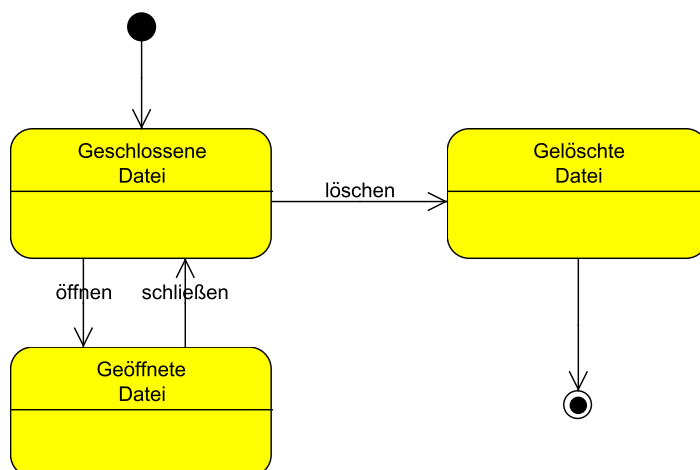 Geschlossene
Datei
Gelöschte
Datei
löschen
öffnen
schließen
Geöffnete
Datei